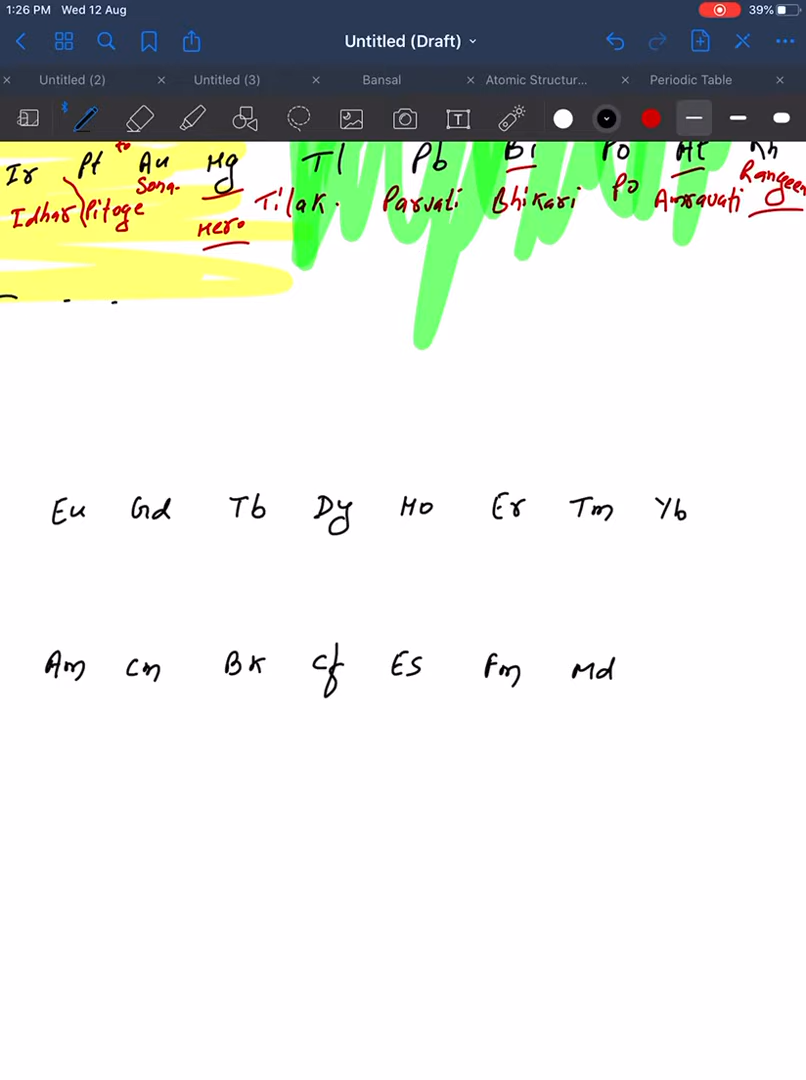 1:26 PM Wed 12 Aug 39%
Untitled (Draft)
Untitled (2) Untitled (3) Bansal Atomic Structur... Periodic Table
Ir Pt to Au Hg Tl Pb Bi Po At Rn
Idhar Pitoge Sona. Hero Tilak. Parvati Bhikari Po Amravati Rangeen
Eu Gd Tb Dy Ho Er Tm Yb
Am Cm Bk Cf Es Fm Md